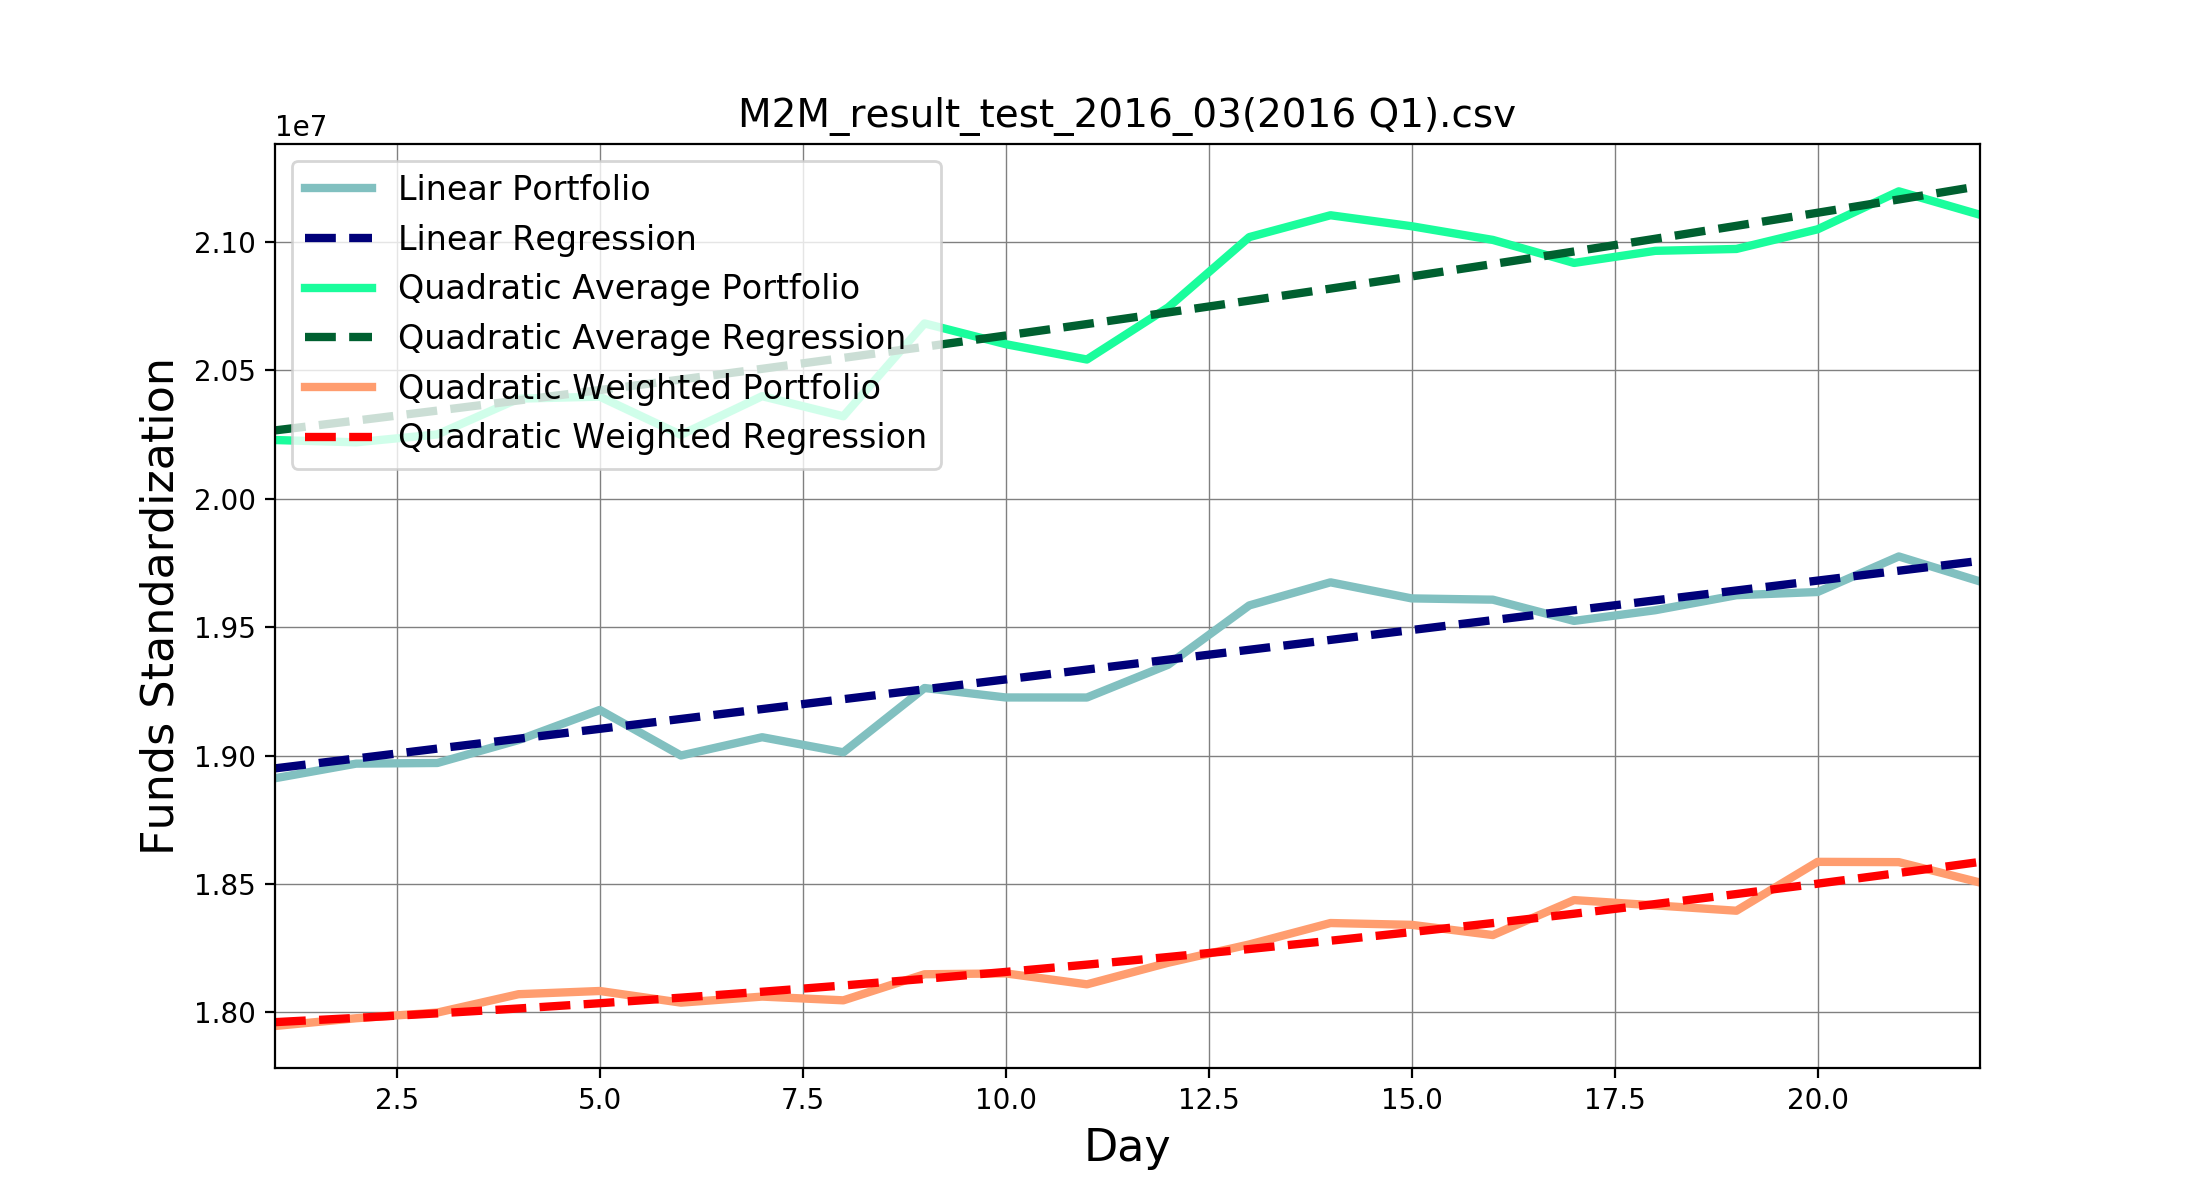 M2M_result_test_2016_03(2016 Q1).csv
1e7
Linear Portfolio
Linear Regression
Quadratic Average Portfolio
Quadratic Average Regression
Quadratic Weighted Portfolio
Quadratic Weighted Regression
2.10
2.05
2.00
1.95
1.90
1.85
1.80
Funds Standardization
2.5 5.0 7.5 10.0 12.5 15.0 17.5 20.0
Day